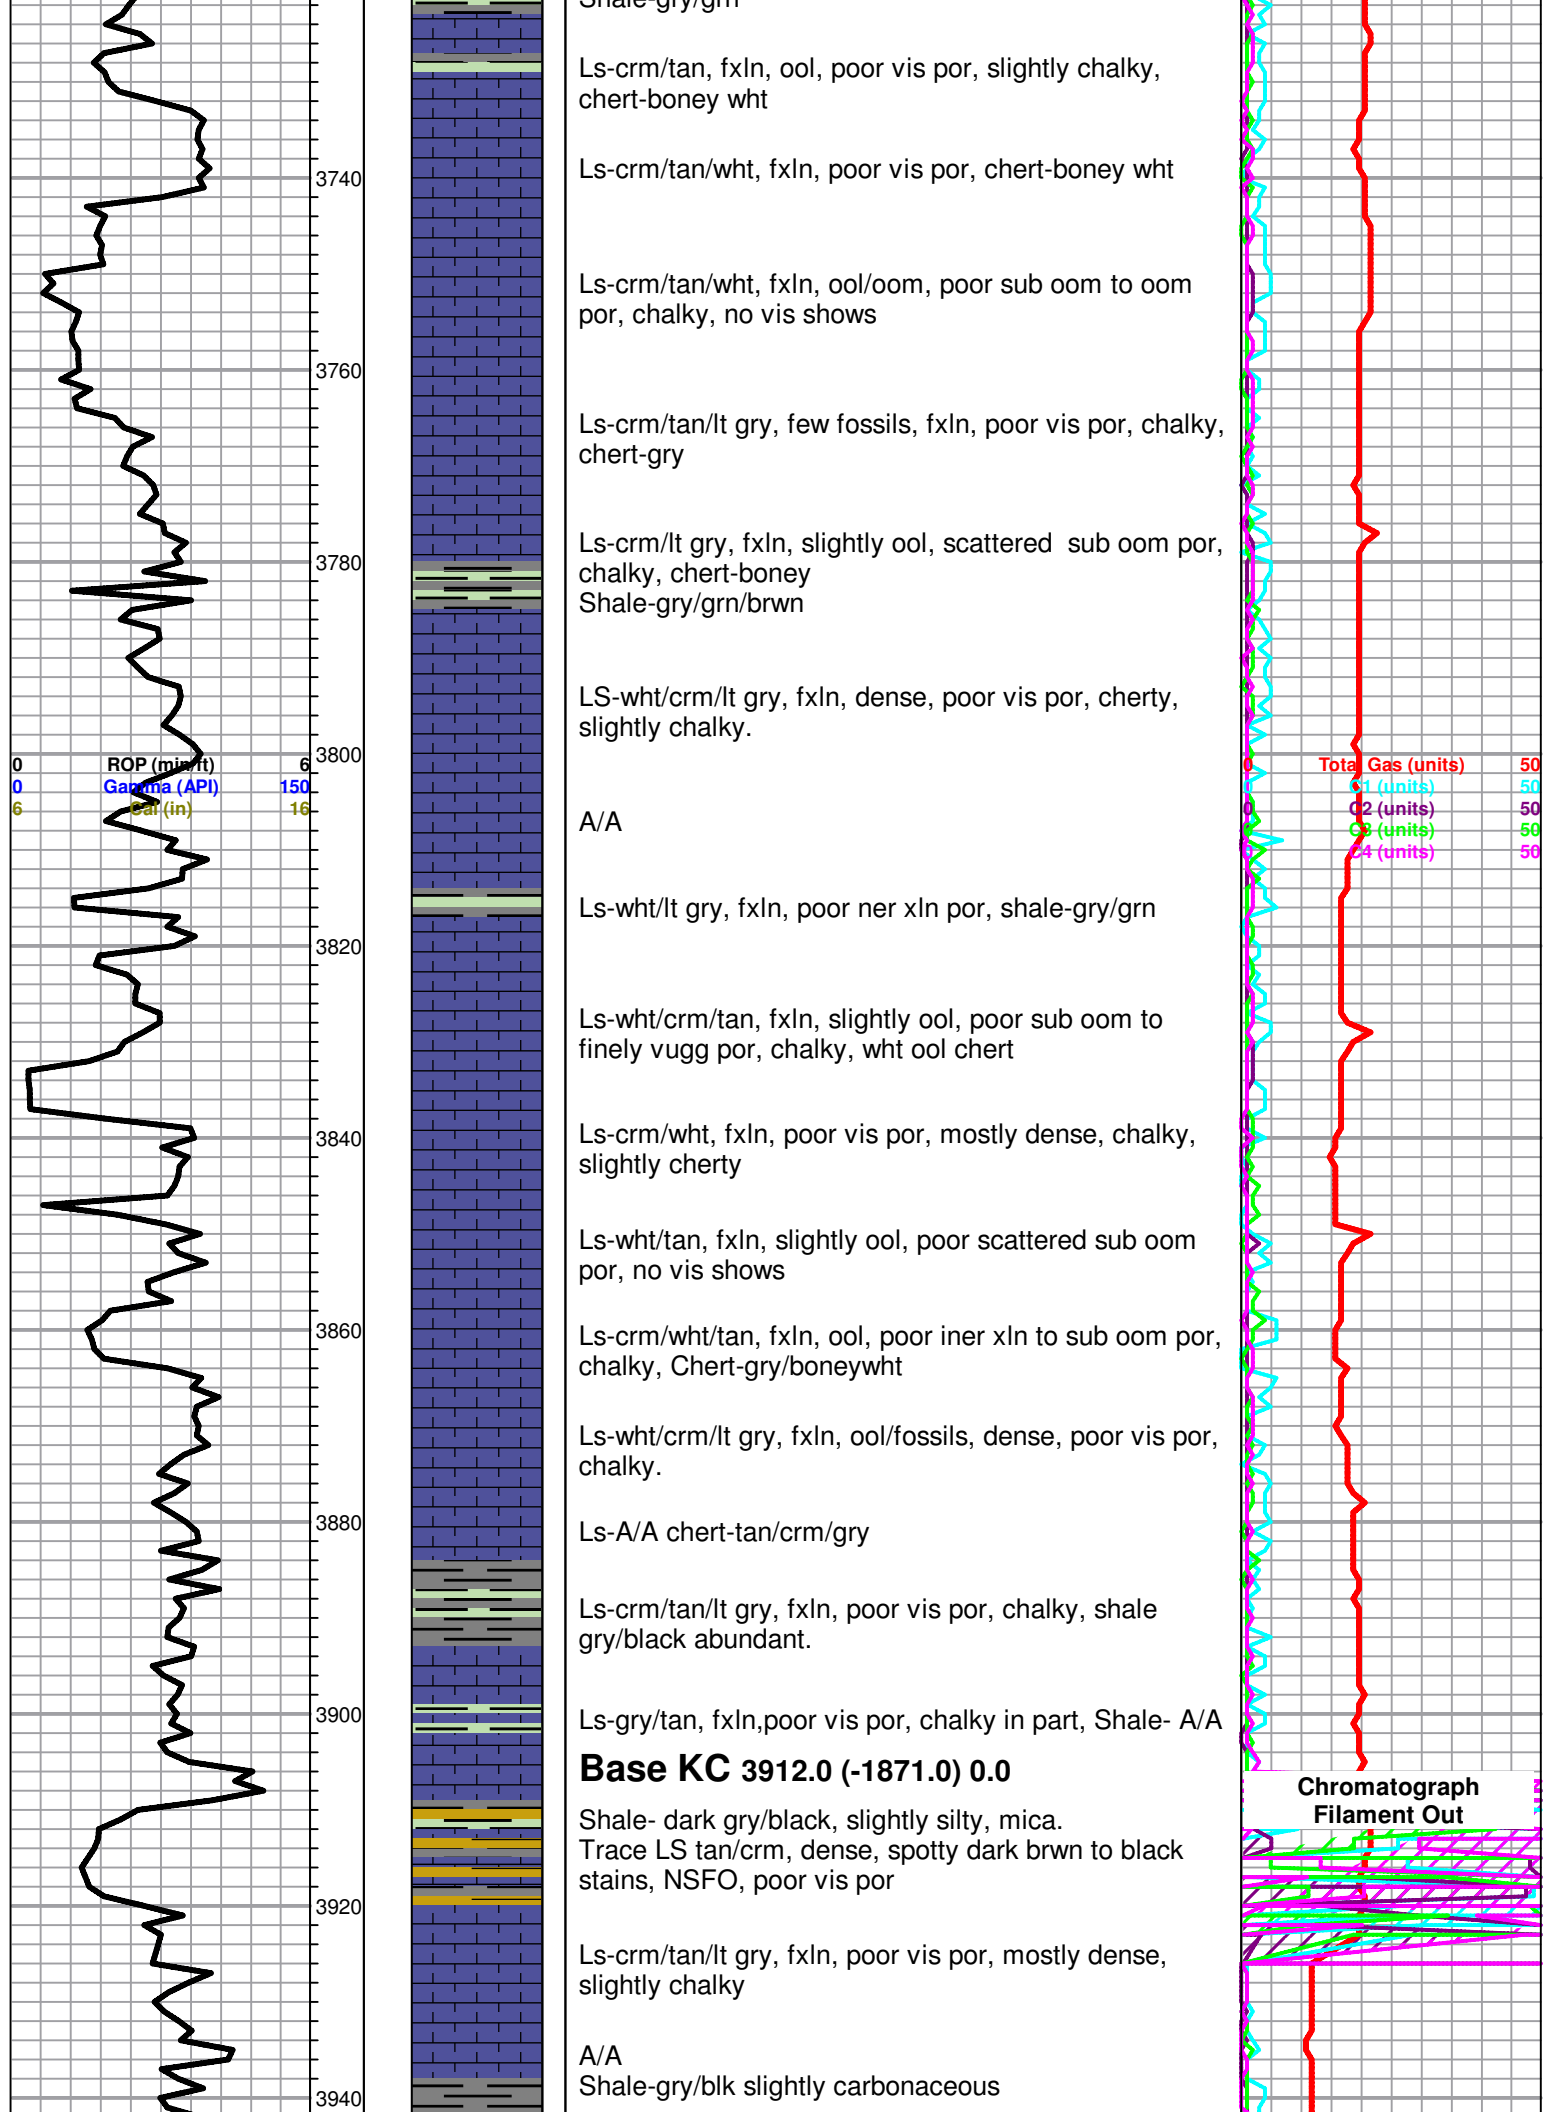 Shale-gry/grn
Ls-crm/tan, fxln, ool, poor vis por, slightly chalky,
chert-boney wht
3740
Ls-crm/tan/wht, fxln, poor vis por, chert-boney wht
Ls-crm/tan/wht, fxln, ool/oom, poor sub oom to oom
por, chalky, no vis shows
3760
Ls-crm/tan/lt gry, few fossils, fxln, poor vis por, chalky,
chert-gry
3780
Ls-crm/lt gry, fxln, slightly ool, scattered  sub oom por,
chalky, chert-boney
Shale-gry/grn/brwn
LS-wht/crm/lt gry, fxln, dense, poor vis por, cherty,
slightly chalky.
3800
0 ROP (min/ft) 6
0 Gamma (API) 150
6 Cal (in) 16
0 Total Gas (units) 50
0 C1 (units) 50
0 C2 (units) 50
0 C3 (units) 50
0 C4 (units) 50
A/A
Ls-wht/lt gry, fxln, poor ner xln por, shale-gry/grn
3820
Ls-wht/crm/tan, fxln, slightly ool, poor sub oom to
finely vugg por, chalky, wht ool chert
3840
Ls-crm/wht, fxln, poor vis por, mostly dense, chalky,
slightly cherty
Ls-wht/tan, fxln, slightly ool, poor scattered sub oom
por, no vis shows
3860
Ls-crm/wht/tan, fxln, ool, poor iner xln to sub oom por,
chalky, Chert-gry/boneywht
Ls-wht/crm/lt gry, fxln, ool/fossils, dense, poor vis por,
chalky.
3880
Ls-A/A chert-tan/crm/gry
Ls-crm/tan/lt gry, fxln, poor vis por, chalky, shale
gry/black abundant.
3900
Ls-gry/tan, fxln,poor vis por, chalky in part, Shale- A/A
Base KC 3912.0 (-1871.0) 0.0
Chromatograph
Filament Out
Shale- dark gry/black, slightly silty, mica.
Trace LS tan/crm, dense, spotty dark brwn to black
stains, NSFO, poor vis por
3920
Ls-crm/tan/lt gry, fxln, poor vis por, mostly dense,
slightly chalky
A/A
Shale-gry/blk slightly carbonaceous
3940